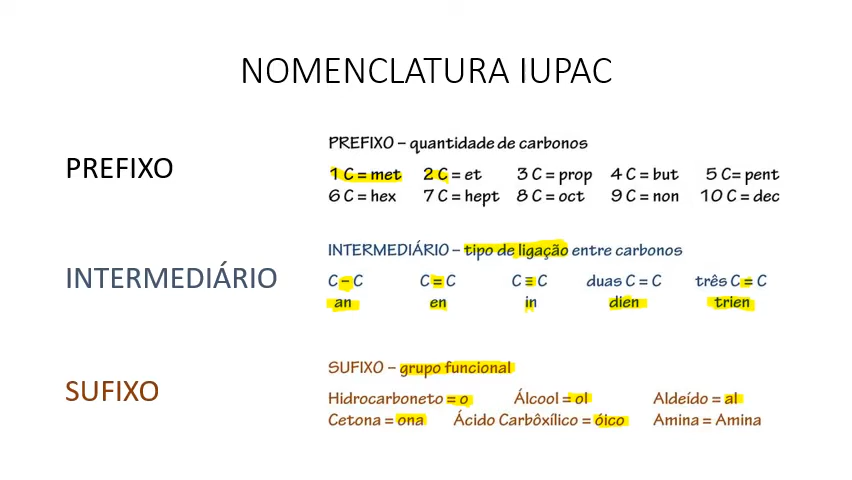 NOMENCLATURA IUPAC
PREFIXO
PREFIXO – quantidade de carbonos
1 C = met 2 C = et 3 C = prop 4 C = but 5 C= pent
6 C = hex 7 C = hept 8 C = oct 9 C = non 10 C = dec
INTERMEDIÁRIO
INTERMEDIÁRIO – tipo de ligação entre carbonos
C – C C = C C ≡ C duas C = C três C = C
an en in dien trien
SUFIXO
SUFIXO – grupo funcional
Hidrocarboneto = o Álcool = ol Aldeído = al
Cetona = ona Ácido Carbôxílico = óico Amina = Amina